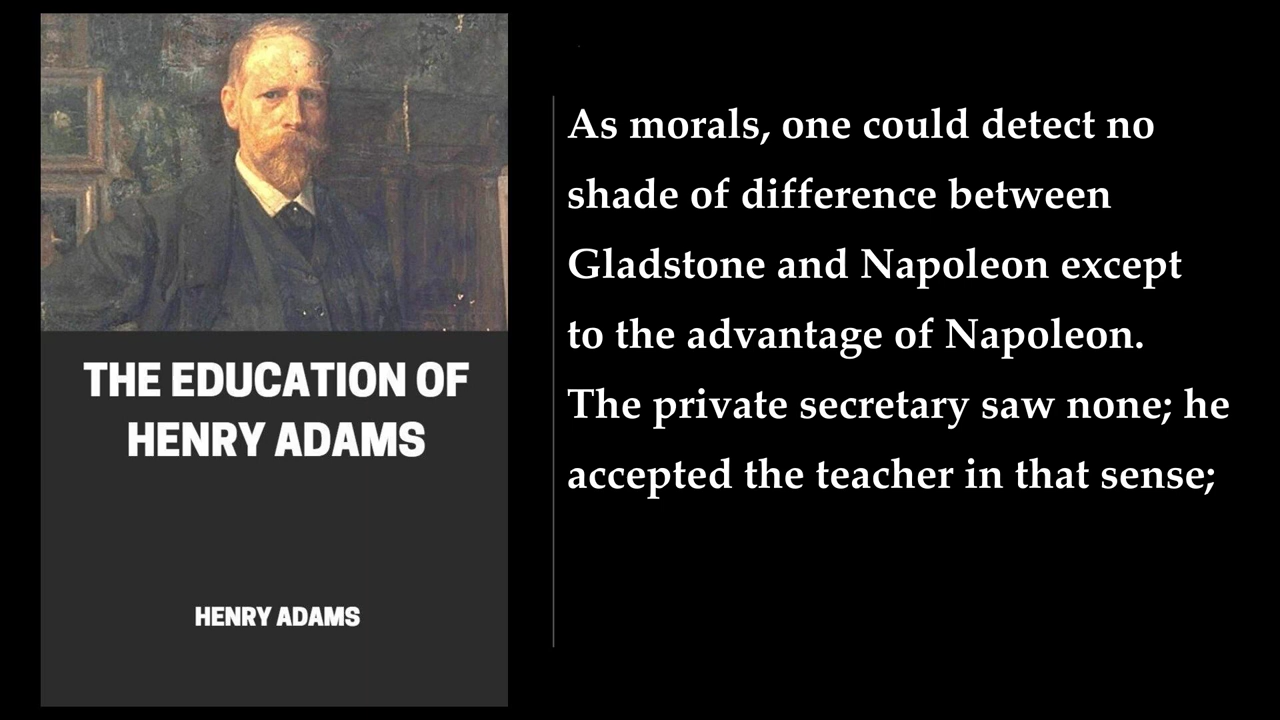 THE EDUCATION OF
HENRY ADAMS
HENRY ADAMS
As morals, one could detect no
shade of difference between
Gladstone and Napoleon except
to the advantage of Napoleon.
The private secretary saw none; he
accepted the teacher in that sense;